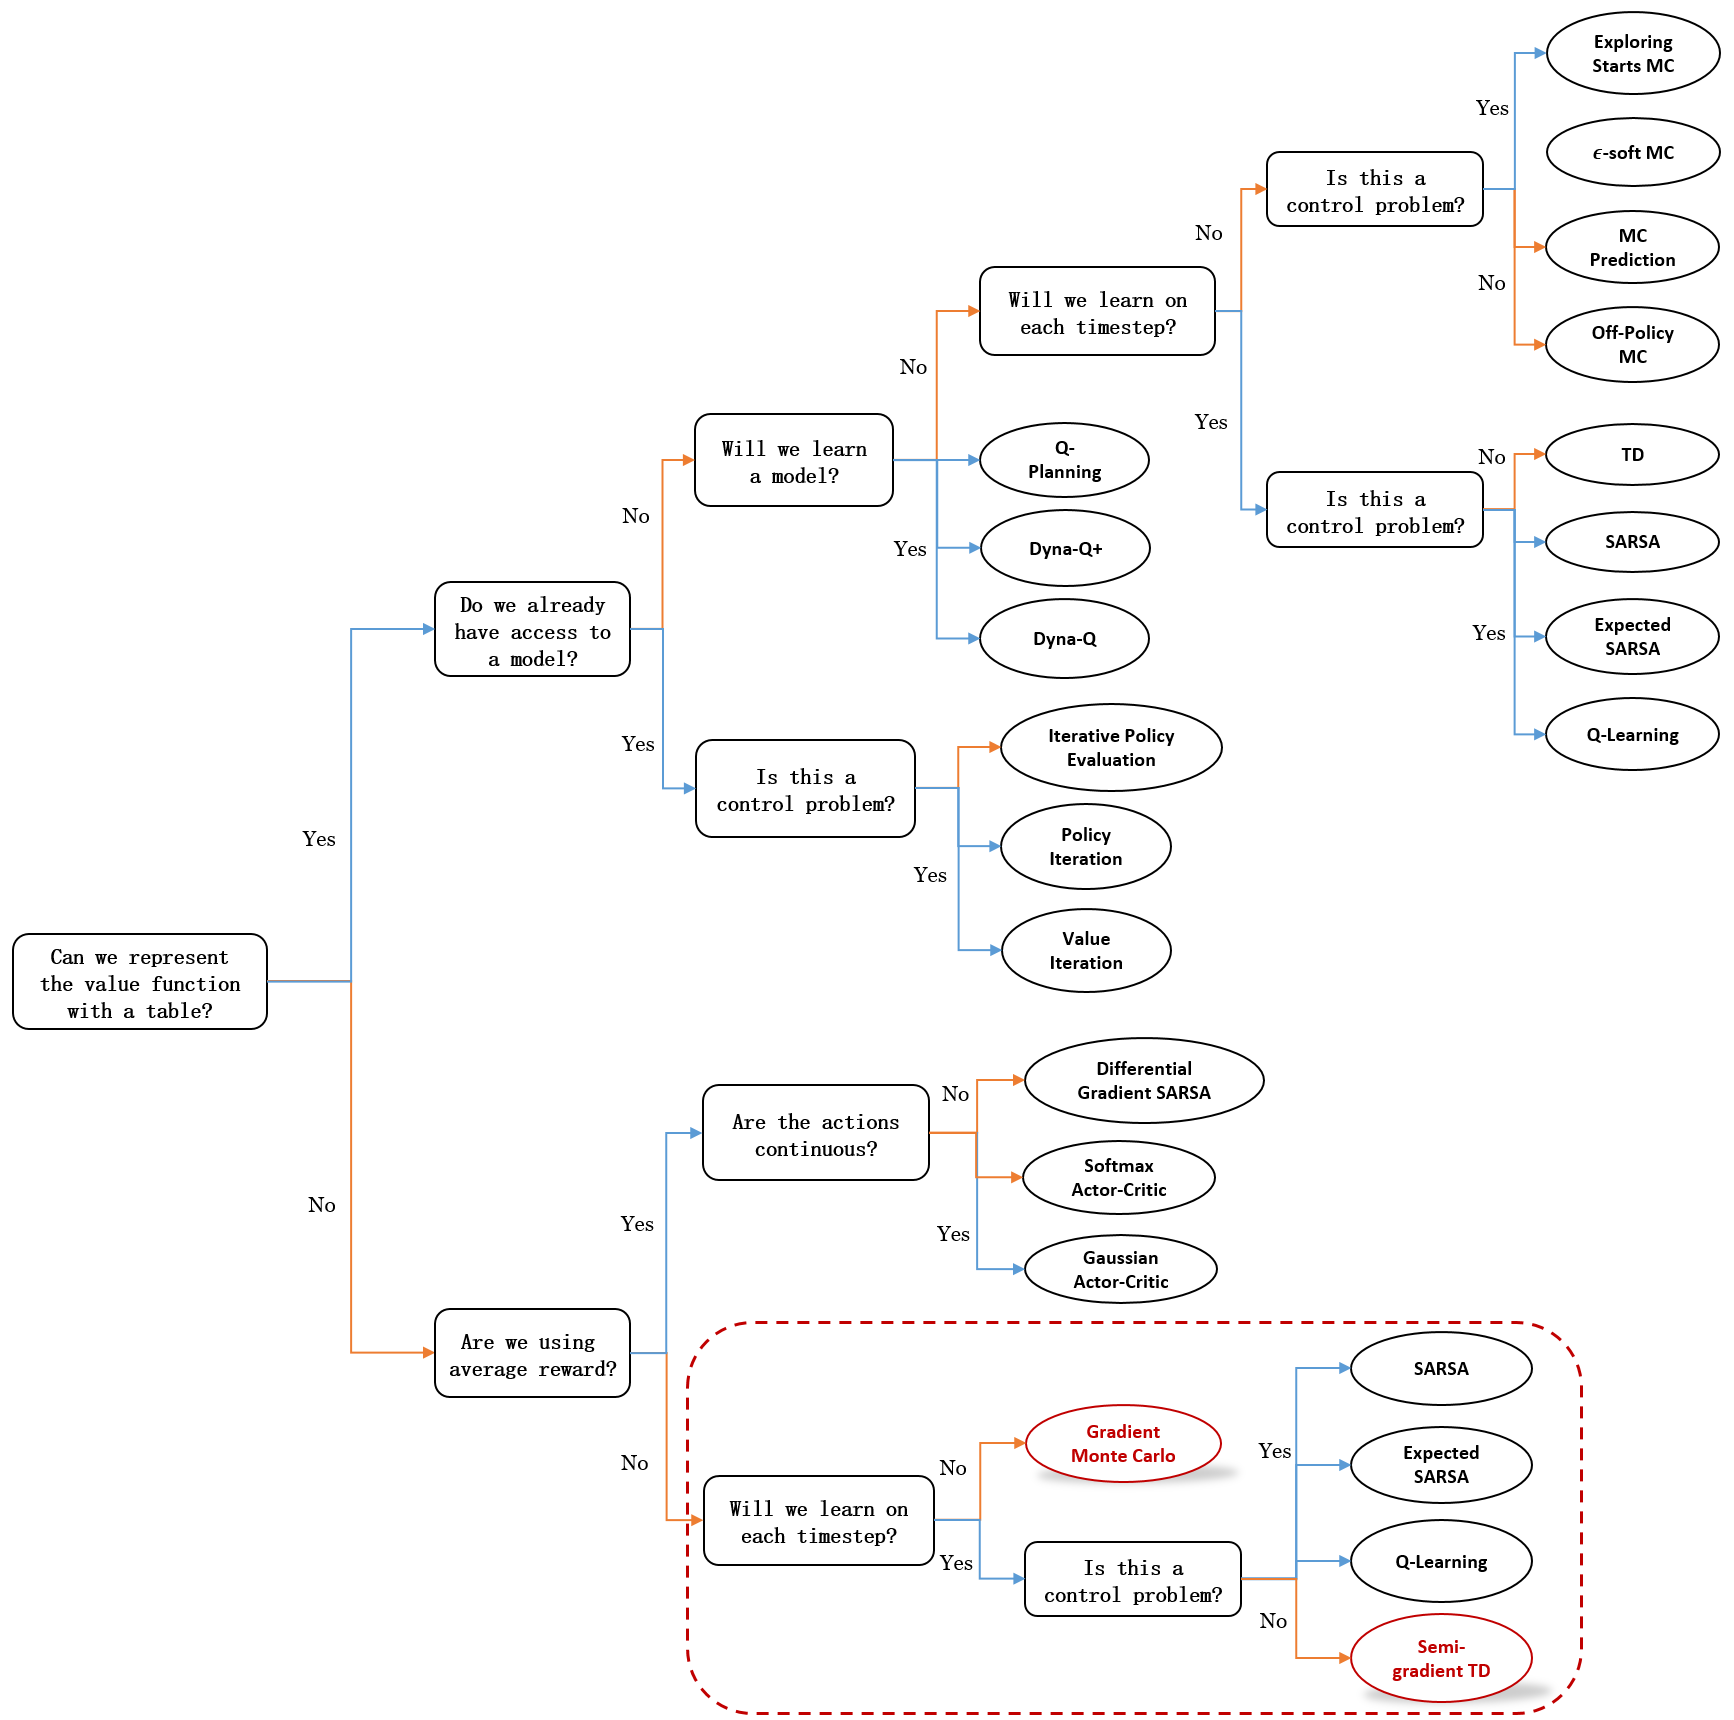 Exploring
Starts MC
Yes
ϵ-soft MC
Is this a
control problem?
MC
Prediction
No
No
Will we learn on
each timestep?
Off-Policy
MC
No
Yes
Will we learn
a model?
Q-
Planning
No
TD
Is this a
control problem?
No
Yes
Dyna-Q+
SARSA
Do we already
have access to
a model?
Dyna-Q
Yes
Expected
SARSA
Yes
Iterative Policy
Evaluation
Q-Learning
Is this a
control problem?
Yes
Policy
Iteration
Yes
Value
Iteration
Can we represent
the value function
with a table?
Differential
Gradient SARSA
No
Are the actions
continuous?
Softmax
Actor-Critic
No
Yes
Yes
Gaussian
Actor-Critic
Are we using
average reward?
SARSA
Gradient
Monte Carlo
No
No
Yes
Expected
SARSA
Will we learn on
each timestep?
Yes
Is this a
control problem?
Q-Learning
No
Semi-
gradient TD